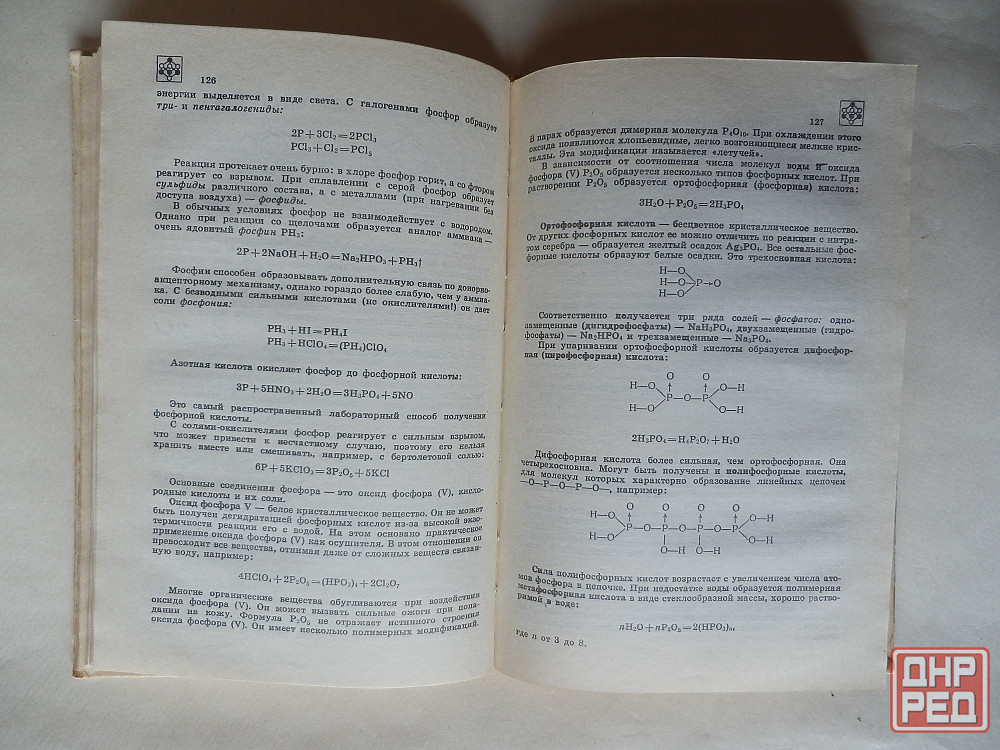 126
энергии выделяется в виде света. С галогенами фосфор образует
три- и пентагалогениды:
2P+3Cl₂=2PCl₃
PCl₃+Cl₂=PCl₅
Реакция протекает очень бурно: в хлоре фосфор горит, а со фтором
реагирует со взрывом. При сплавлении с серой фосфор образует
сульфиды различного состава, а с металлами (при нагревании без
доступа воздуха) — фосфиды.
В обычных условиях фосфор не взаимодействует с водородом.
Однако при реакции со щелочами образуется аналог аммиака —
очень ядовитый фосфин PH₃:
2P+2NaOH+H₂O=Na₂HPO₃+PH₃↑
Фосфин способен образовывать дополнительную связь по донорно-
акцепторному механизму, однако гораздо более слабую, чем у аммиа-
ка. С безводными сильными кислотами (не окислителями!) он дает
соли фосфония:
PH₃+HI=PH₄I
PH₃+HClO₄=(PH₄)ClO₄
Азотная кислота окисляет фосфор до фосфорной кислоты:
3P+5HNO₃+2H₂O=3H₃PO₄+5NO
Это самый распространенный лабораторный способ получения
фосфорной кислоты.
С солями-окислителями фосфор реагирует с сильным взрывом,
что может привести к несчастному случаю, поэтому его нельзя
хранить вместе или смешивать, например, с бертолетовой солью:
6P+5KClO₃=3P₂O₅+5KCl
Основные соединения фосфора — это оксид фосфора (V), кисло-
родные кислоты и их соли.
Оксид фосфора V — белое кристаллическое вещество. Он не может
быть получен дегидратацией фосфорных кислот из-за высокой экзо-
термичности реакции его с водой. На этом основано практическое
применение оксида фосфора (V) как осушителя. В этом отношении он
превосходит все вещества, отнимая даже от сложных веществ связан-
ную воду, например:
4HClO₄+2P₂O₅=(HPO₃)₄+2Cl₂O₇
Многие органические вещества обугливаются при воздействии
оксида фосфора (V). Он может вызвать сильные ожоги при попа-
дании на кожу. Формула P₂O₅ не отражает истинного строения
оксида фосфора (V). Он имеет несколько полимерных модификаций.
127
В парах образуется димерная молекула P₄O₁₀. При охлаждении этого
оксида появляются хлопьевидные, легко возгоняющиеся мелкие крис-
таллы. Эта модификация называется «летучей».
В зависимости от соотношения числа молекул воды и оксида
фосфора (V) P₂O₅ образуется несколько типов фосфорных кислот. При
растворении P₂O₅ образуется ортофосфорная (фосфорная) кислота:
3H₂O+P₂O₅=2H₃PO₄
Ортофосфорная кислота — бесцветное кристаллическое вещество.
От других фосфорных кислот ее можно отличить по реакции с нитра-
том серебра — образуется желтый осадок Ag₃PO₄. Все остальные фос-
форные кислоты образуют белые осадки. Это трехосновная кислота:
H—O
H—O—P→O
H—O
Соответственно получается три ряда солей — фосфатов: одно-
замещенные (дигидрофосфаты) — NaH₂PO₄, двухзамещенные (гидро-
фосфаты) — Na₂HPO₄ и трехзамещенные — Na₃PO₄.
При упаривании ортофосфорной кислоты образуется дифосфор-
ная (пирофосфорная) кислота:
O O
H—O O—H
P—O—P
H—O O—H
2H₃PO₄=H₄P₂O₇+H₂O
Дифосфорная кислота более сильная, чем ортофосфорная. Она
четырехосновна. Могут быть получены и полифосфорные кислоты,
для молекул которых характерно образование линейных цепочек
—O—P—O—P—O—, например:
O O O O
H—O O—H
P—O—P—O—P—O—P
H—O O—H O—H O—H
Сила полифосфорных кислот возрастает с увеличением числа ато-
мов фосфора в цепочке. При недостатке воды образуется полимерная
метафосфорная кислота в виде стеклообразной массы, хорошо раство-
римой в воде:
nH₂O+nP₂O₅=2(HPO₃)n,
где n от 3 до 8.
ДНР
РЕД